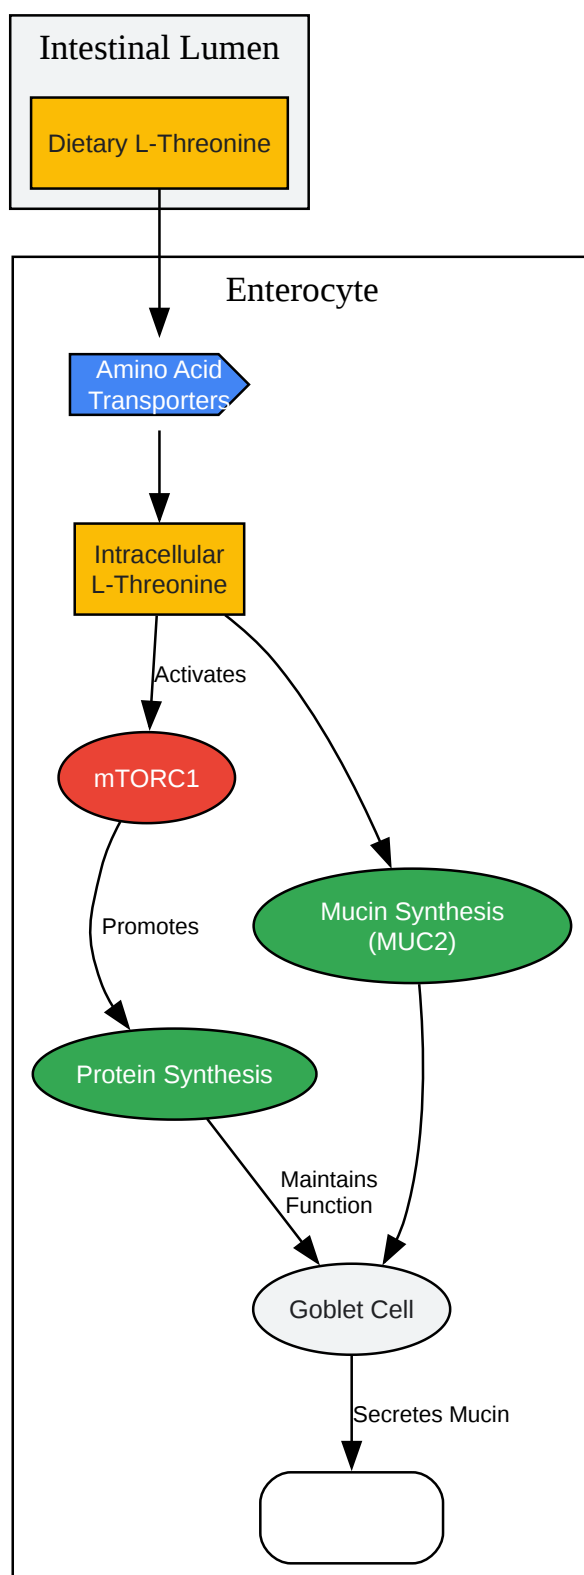 Intestinal Lumen
Dietary L-Threonine
Enterocyte
Amino Acid
Transporters
Intracellular
L-Threonine
Activates
mTORC1
Mucin Synthesis
(MUC2)
Promotes
Protein Synthesis
Maintains
Function
Goblet Cell
Secretes Mucin